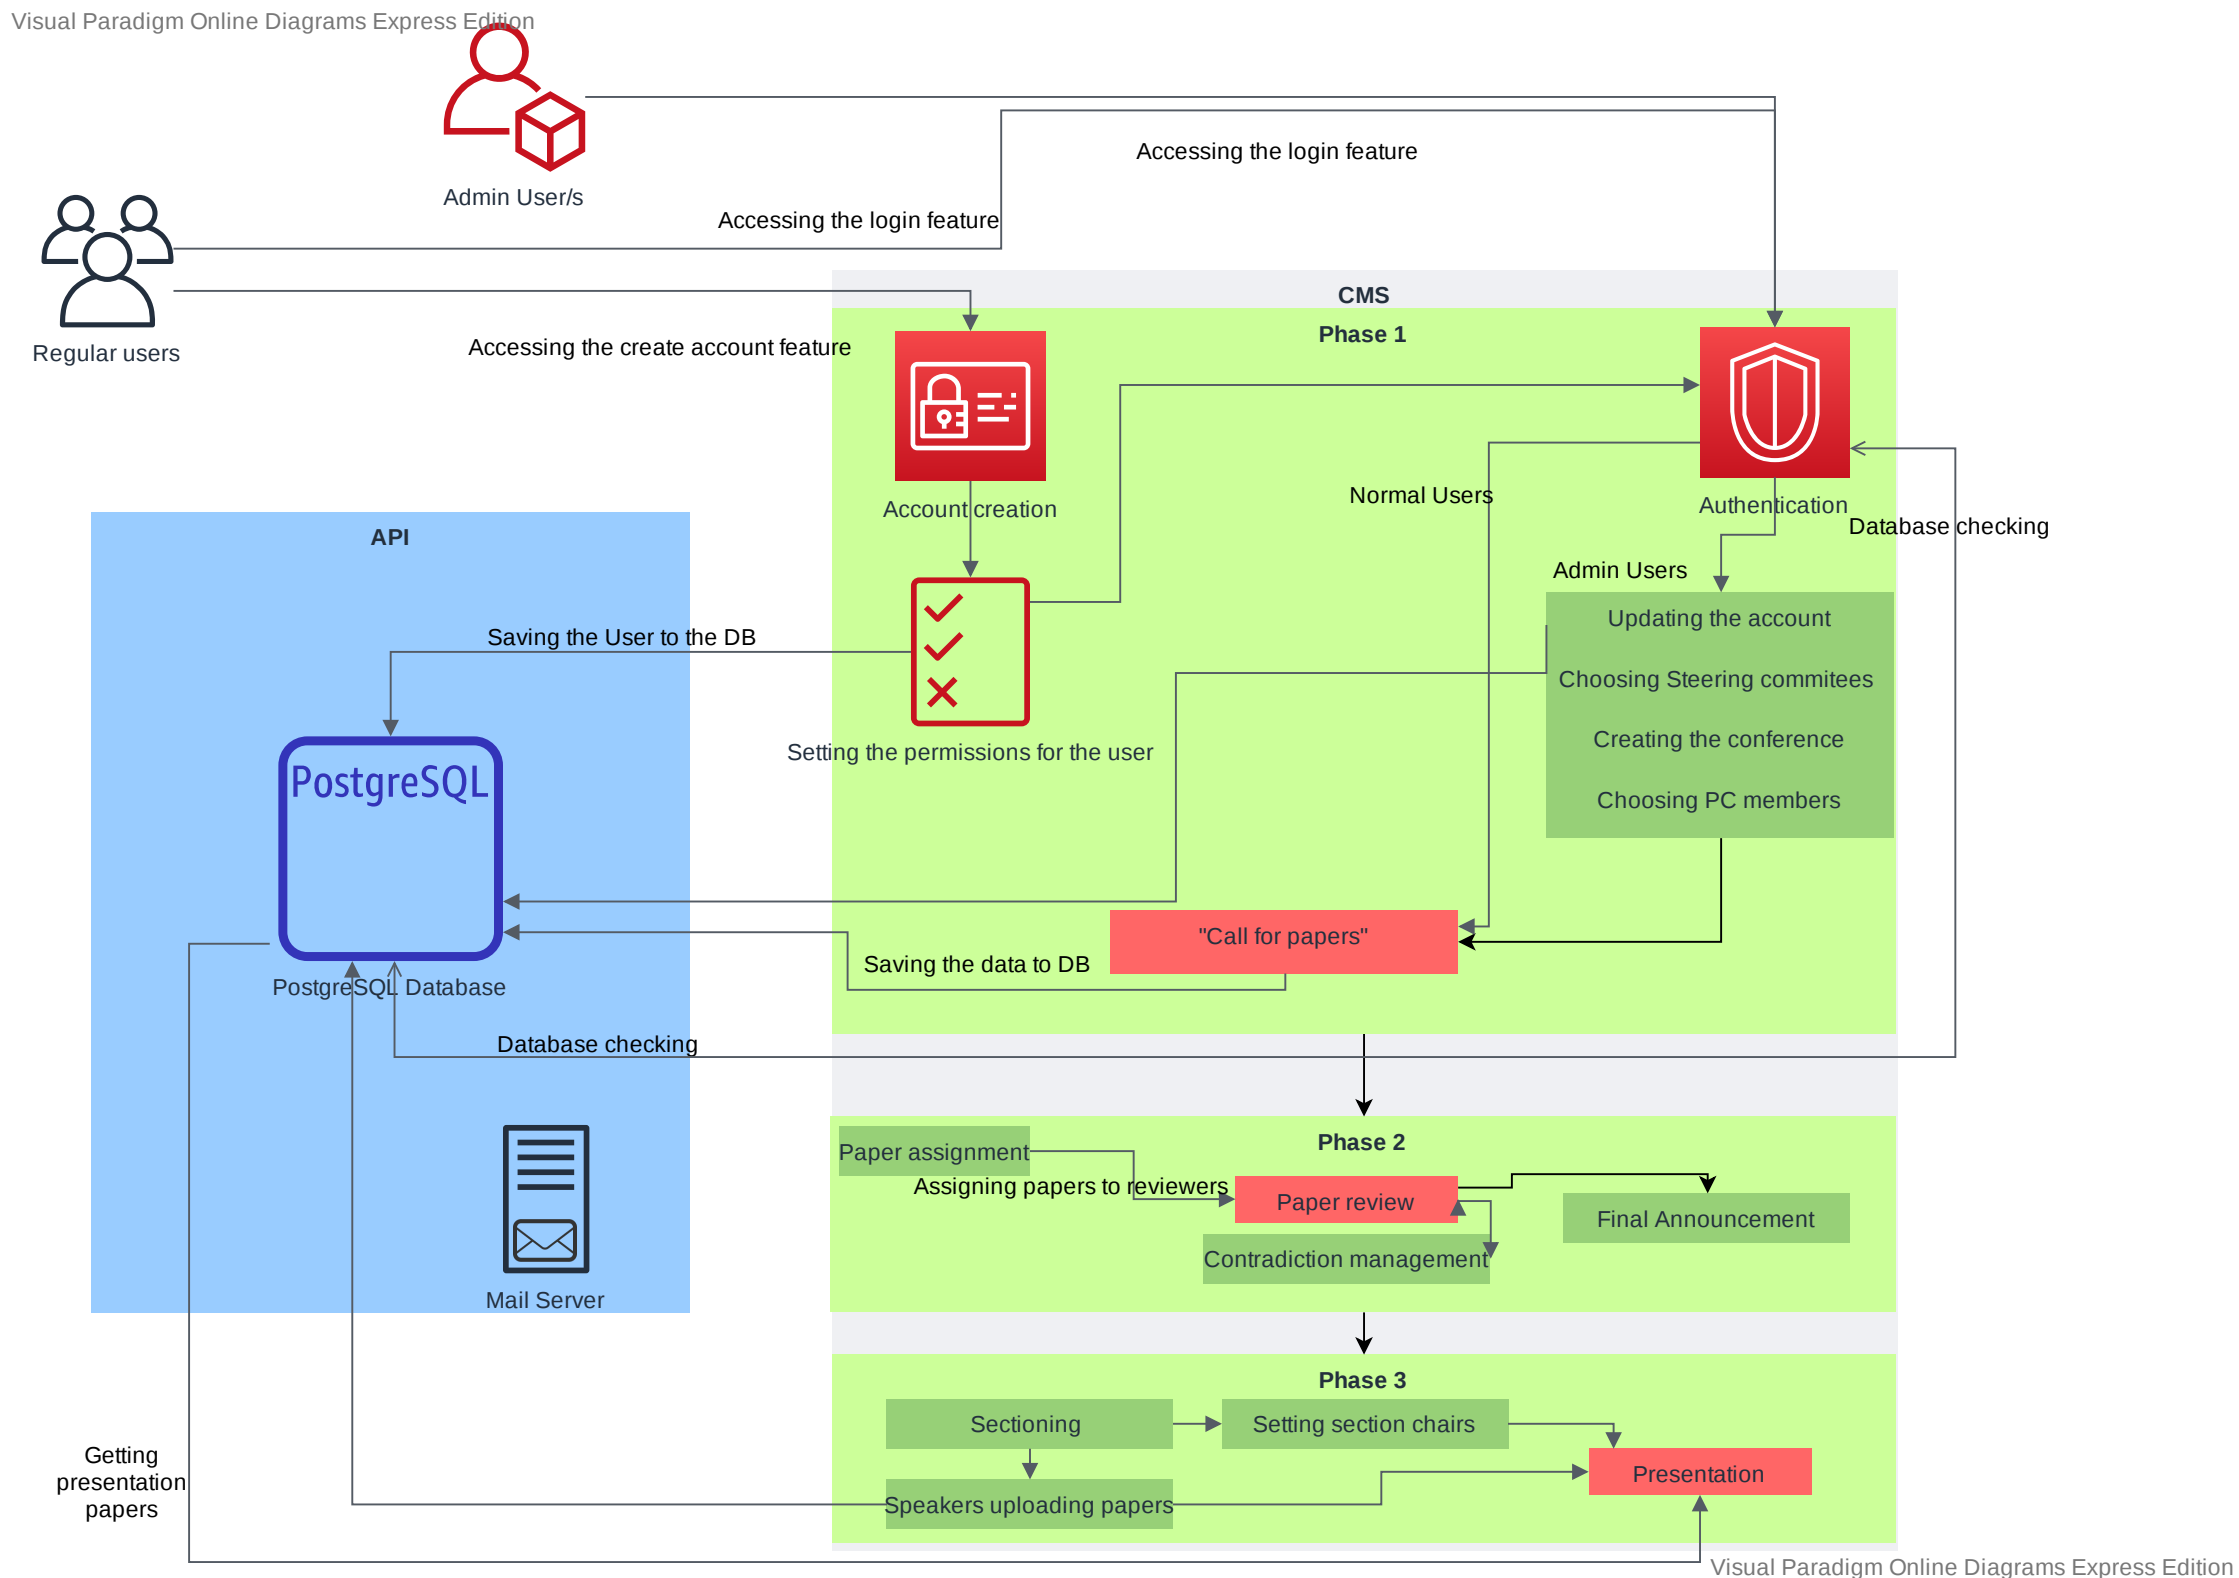 Visual Paradigm Online Diagrams Express Edition
Admin User/s
Accessing the login feature
Accessing the login feature
Regular users
Accessing the create account feature
CMS
Phase 1
Account creation
Authentication
Normal Users
Database checking
Admin Users
API
Saving the User to the DB
Updating the account
Choosing Steering commitees
Creating the conference
Choosing PC members
Setting the permissions for the user
PostgreSQL
PostgreSQL Database
"Call for papers"
Saving the data to DB
Database checking
Mail Server
Phase 2
Paper assignment
Assigning papers to reviewers
Paper review
Final Announcement
Contradiction management
Phase 3
Sectioning
Setting section chairs
Presentation
Speakers uploading papers
Getting
presentation
papers
Visual Paradigm Online Diagrams Express Edition